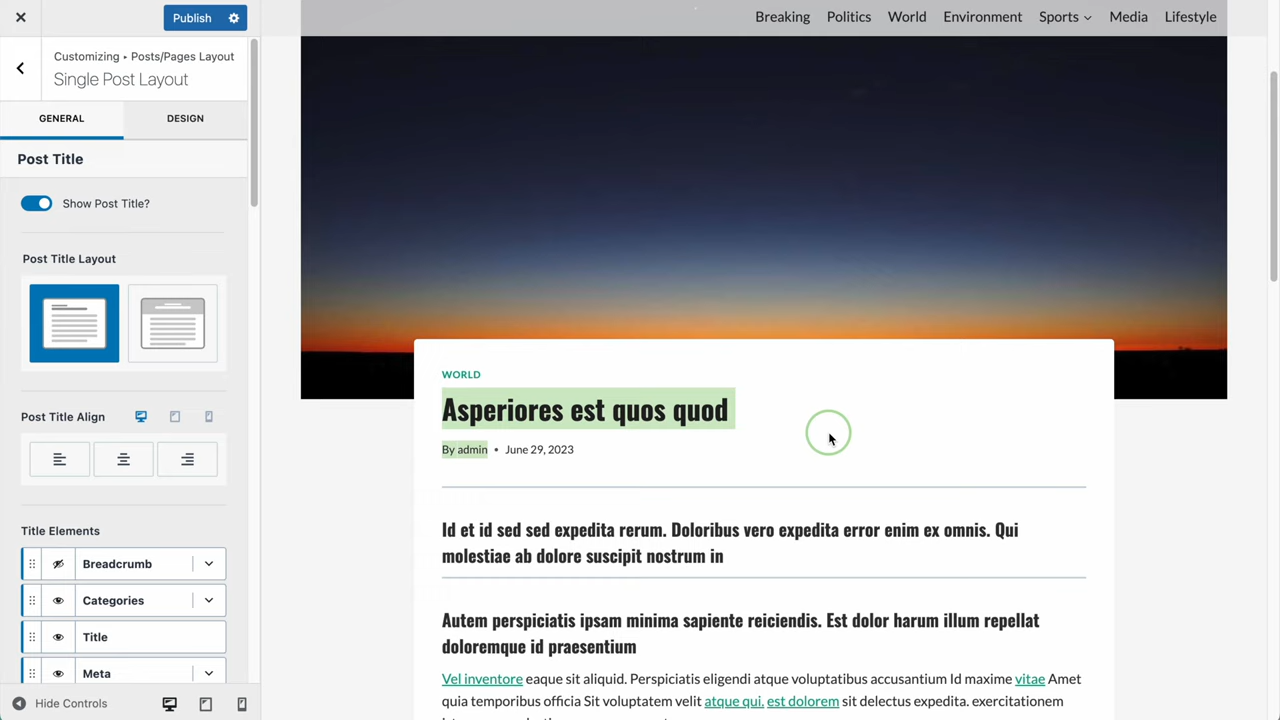 Publish
Breaking Politics World Environment Sports Media Lifestyle
Customizing • Posts/Pages Layout
Single Post Layout
GENERAL DESIGN
Post Title
Show Post Title?
Post Title Layout
Post Title Align
Title Elements
Breadcrumb
Categories
Title
Meta
Hide Controls
WORLD
Asperiores est quos quod
By admin • June 29, 2023
Id et id sed sed expedita rerum. Doloribus vero expedita error enim ex omnis. Qui
molestiae ab dolore suscipit nostrum in
Autem perspiciatis ipsam minima sapiente reiciendis. Est dolor harum illum repellat
doloremque id praesentium
Vel inventore eaque sit aliquid. Perspiciatis eligendi atque voluptatibus accusantium Id maxime vitae Amet
quia temporibus officia Sit voluptatem velit atque qui. est dolorem sit delectus expedita. exercitationem